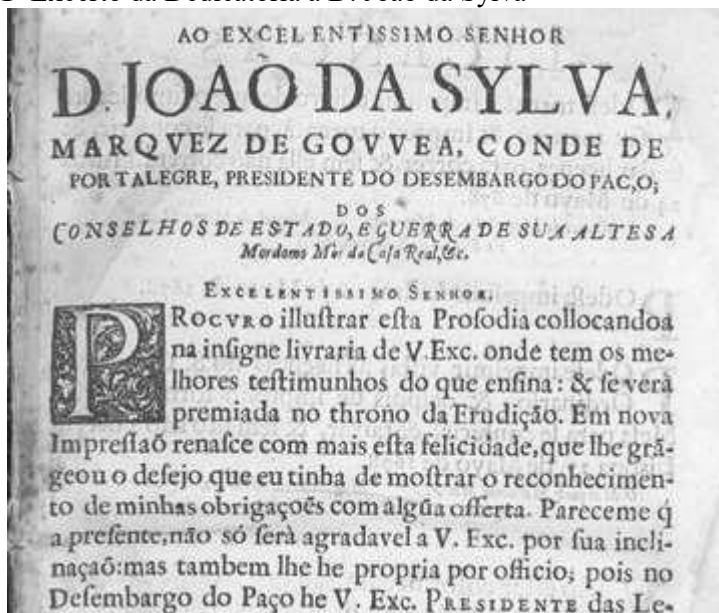 AO EXCELENTISSIMO SENHOR
D. JOAÕ DA SYLVA,
MARQVEZ DE GOVVEA, CONDE DE
PORTALEGRE, PRESIDENTE DO DESEMBARGO DO PAC,O,
DOS
CONSELHOS DE ESTADO, E GUERRA DE SUA ALTESA
Mordomo Mór da Casa Real, &c.
EXCELLENTISSIMO SENHOR,
PROCVRO illuſtrar eſta Proſodia collocandoa
na inſigne livraria de V.Exc. onde tem os me-
lhores teſtimunhos do que enſina: & ſe verà
premiada no throno da Erudição. Em nova
Impreſſaõ renaſce com mais eſta felicidade, que lhe grã-
geou o deſejo que eu tinha de moſtrar o reconhecimen-
to de minhas obrigaçoẽs com algũa offerta. Pareceme q̃
a preſente, não só ſerà agradavel a V. Exc. por ſua incli-
naçaõ: mas tambem lhe he propria por officio; pois no
Deſembargo do Paço he V. Exc. PRESIDENTE das Le-